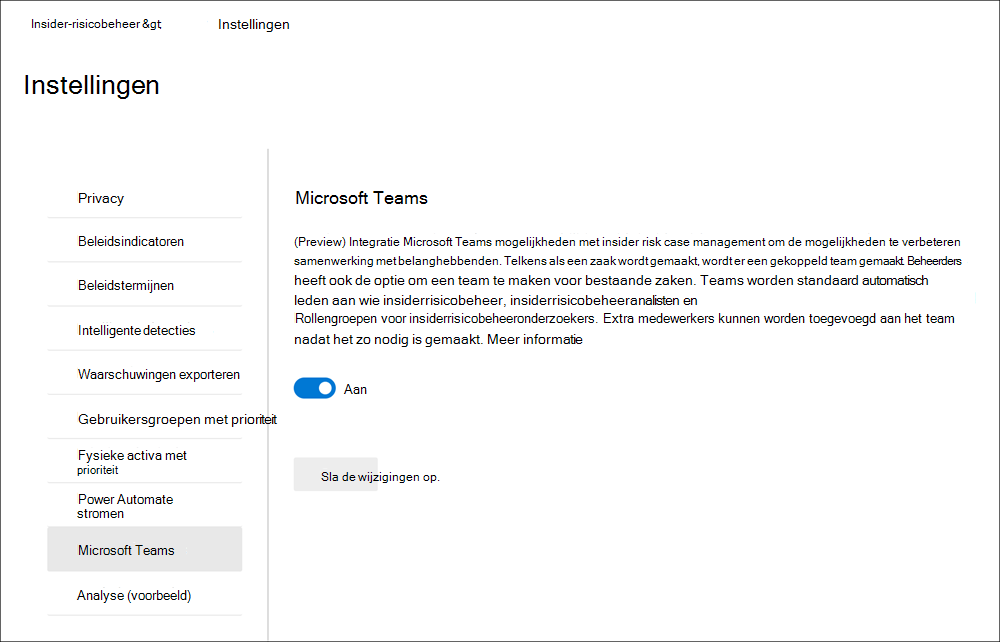 Insider-risicobeheer &gt; Instellingen
Instellingen
Privacy
Beleidsindicatoren
Beleidstermijnen
Intelligente detecties
Waarschuwingen exporteren
Gebruikersgroepen met prioriteit
Fysieke activa met
prioriteit
Power Automate
stromen
Microsoft Teams
Analyse (voorbeeld)
Microsoft Teams
(Preview) Integratie Microsoft Teams mogelijkheden met insider risk case management om de mogelijkheden te verbeteren
samenwerking met belanghebbenden. Telkens als een zaak wordt gemaakt, wordt er een gekoppeld team gemaakt. Beheerders
heeft ook de optie om een team te maken voor bestaande zaken. Teams worden standaard automatisch
leden aan wie insiderrisicobeheer, insiderrisicobeheeranalisten en
Rollengroepen voor insiderrisicobeheeronderzoekers. Extra medewerkers kunnen worden toegevoegd aan het team
nadat het zo nodig is gemaakt. Meer informatie
Aan
Sla de wijzigingen op.